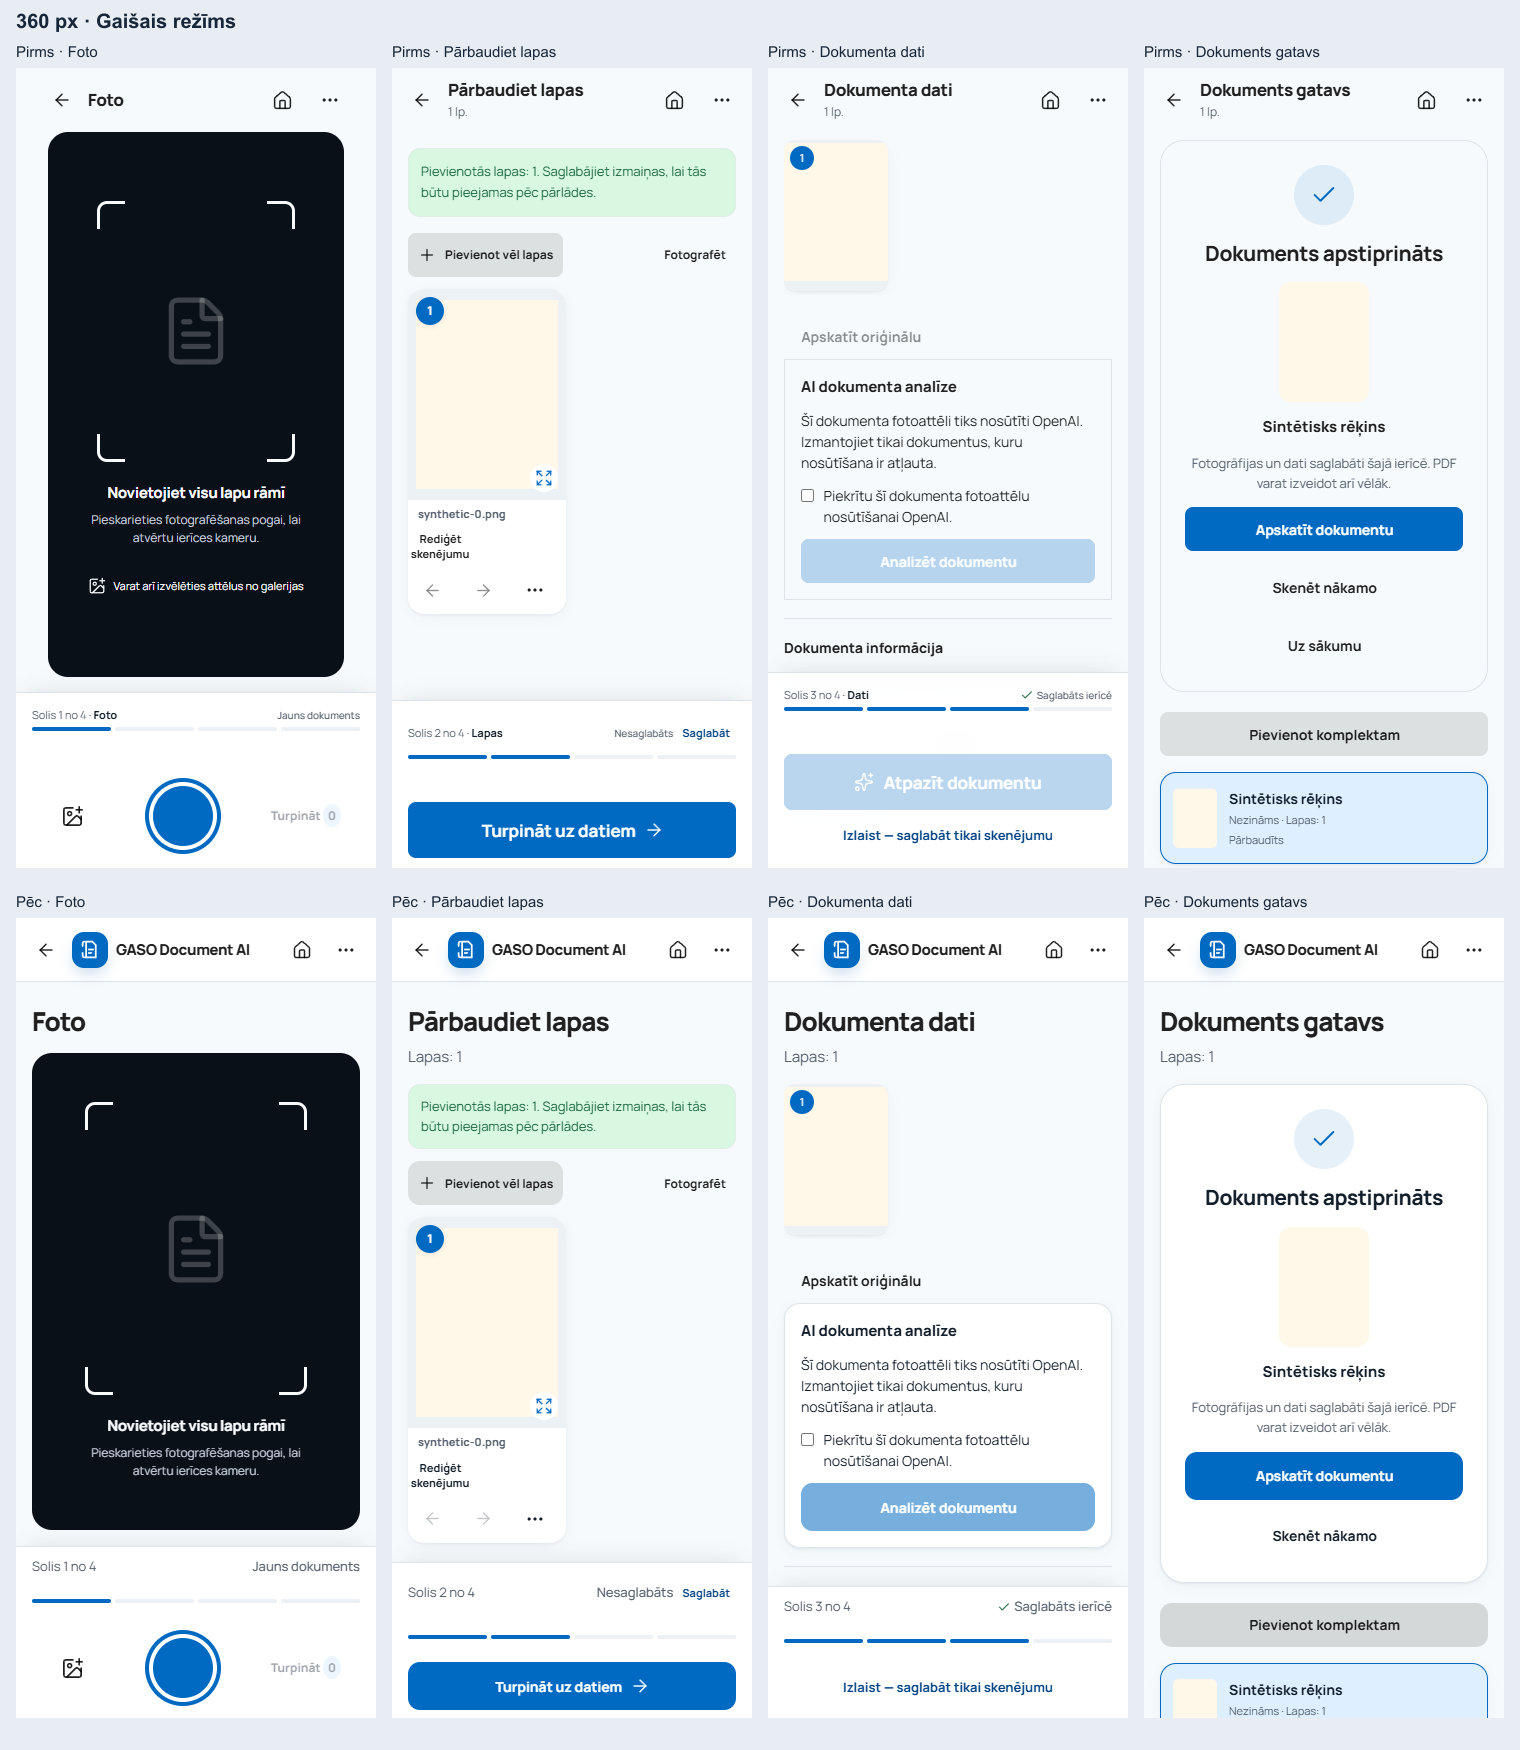 360 px · Gaišais režīms
Pirms · Foto
Foto
Novietojiet visu lapu rāmī
Pieskarieties fotografēšanas pogai, lai
atvērtu ierīces kameru.
Varat arī izvēlēties attēlus no galerijas
Solis 1 no 4 · Foto
Jauns dokuments
Turpināt 0
Pirms · Pārbaudiet lapas
Pārbaudiet lapas
1 lp.
Pievienotās lapas: 1. Saglabājiet izmaiņas, lai tās
būtu pieejamas pēc pārlādes.
Pievienot vēl lapas
Fotografēt
1
synthetic-0.png
Rediģēt
skenējumu
Solis 2 no 4 · Lapas
Nesaglabāts Saglabāt
Turpināt uz datiem
Pirms · Dokumenta dati
Dokumenta dati
1 lp.
1
Apskatīt oriģinālu
AI dokumenta analīze
Šī dokumenta fotoattēli tiks nosūtīti OpenAI.
Izmantojiet tikai dokumentus, kuru
nosūtīšana ir atļauta.
Piekrītu šī dokumenta fotoattēlu
nosūtīšanai OpenAI.
Analizēt dokumentu
Dokumenta informācija
Solis 3 no 4 · Dati
Saglabāts ierīcē
Atpazīt dokumentu
Izlaist — saglabāt tikai skenējumu
Pirms · Dokuments gatavs
Dokuments gatavs
1 lp.
Dokuments apstiprināts
Sintētisks rēķins
Fotogrāfijas un dati saglabāti šajā ierīcē. PDF
varat izveidot arī vēlāk.
Apskatīt dokumentu
Skenēt nākamo
Uz sākumu
Pievienot komplektam
Sintētisks rēķins
Nezināms · Lapas: 1
Pārbaudīts
Pēc · Foto
GASO Document AI
Foto
Novietojiet visu lapu rāmī
Pieskarieties fotografēšanas pogai, lai
atvērtu ierīces kameru.
Solis 1 no 4
Jauns dokuments
Turpināt 0
Pēc · Pārbaudiet lapas
GASO Document AI
Pārbaudiet lapas
Lapas: 1
Pievienotās lapas: 1. Saglabājiet izmaiņas, lai tās
būtu pieejamas pēc pārlādes.
Pievienot vēl lapas
Fotografēt
1
synthetic-0.png
Rediģēt
skenējumu
Solis 2 no 4
Nesaglabāts Saglabāt
Turpināt uz datiem
Pēc · Dokumenta dati
GASO Document AI
Dokumenta dati
Lapas: 1
1
Apskatīt oriģinālu
AI dokumenta analīze
Šī dokumenta fotoattēli tiks nosūtīti OpenAI.
Izmantojiet tikai dokumentus, kuru
nosūtīšana ir atļauta.
Piekrītu šī dokumenta fotoattēlu
nosūtīšanai OpenAI.
Analizēt dokumentu
Solis 3 no 4
Saglabāts ierīcē
Izlaist — saglabāt tikai skenējumu
Pēc · Dokuments gatavs
GASO Document AI
Dokuments gatavs
Lapas: 1
Dokuments apstiprināts
Sintētisks rēķins
Fotogrāfijas un dati saglabāti šajā ierīcē. PDF
varat izveidot arī vēlāk.
Apskatīt dokumentu
Skenēt nākamo
Pievienot komplektam
Sintētisks rēķins
Nezināms · Lapas: 1